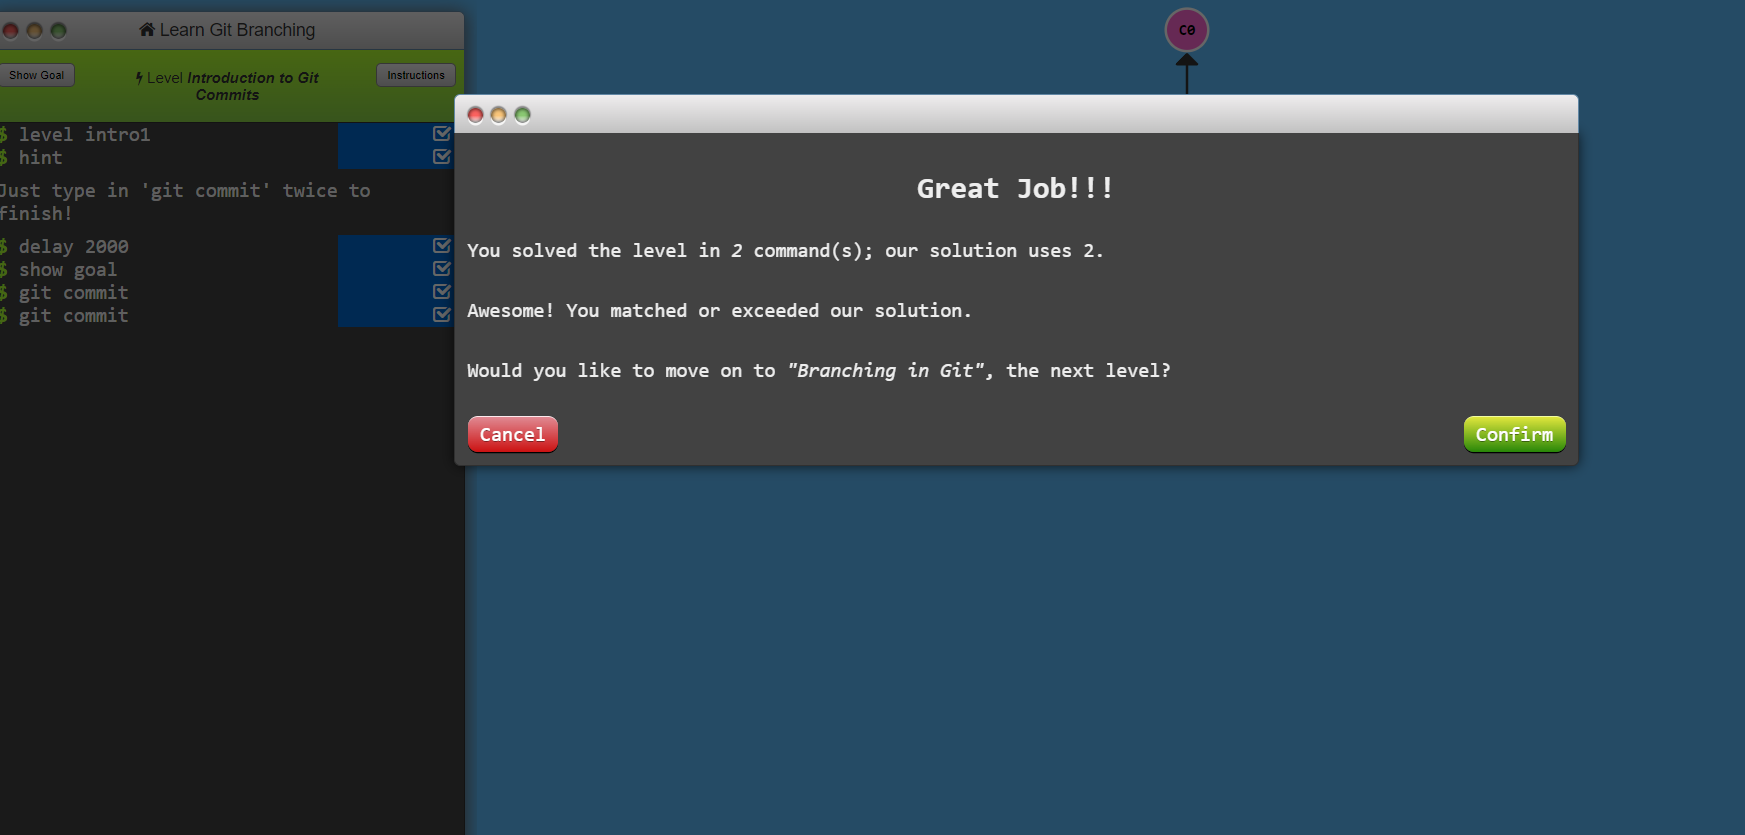 Learn Git Branching
Show Goal
Level Introduction to Git
Commits
Instructions
$ level intro1
$ hint
Just type in 'git commit' twice to
finish!
$ delay 2000
$ show goal
$ git commit
$ git commit
C0
Great Job!!!
You solved the level in 2 command(s); our solution uses 2.
Awesome! You matched or exceeded our solution.
Would you like to move on to "Branching in Git", the next level?
Cancel
Confirm